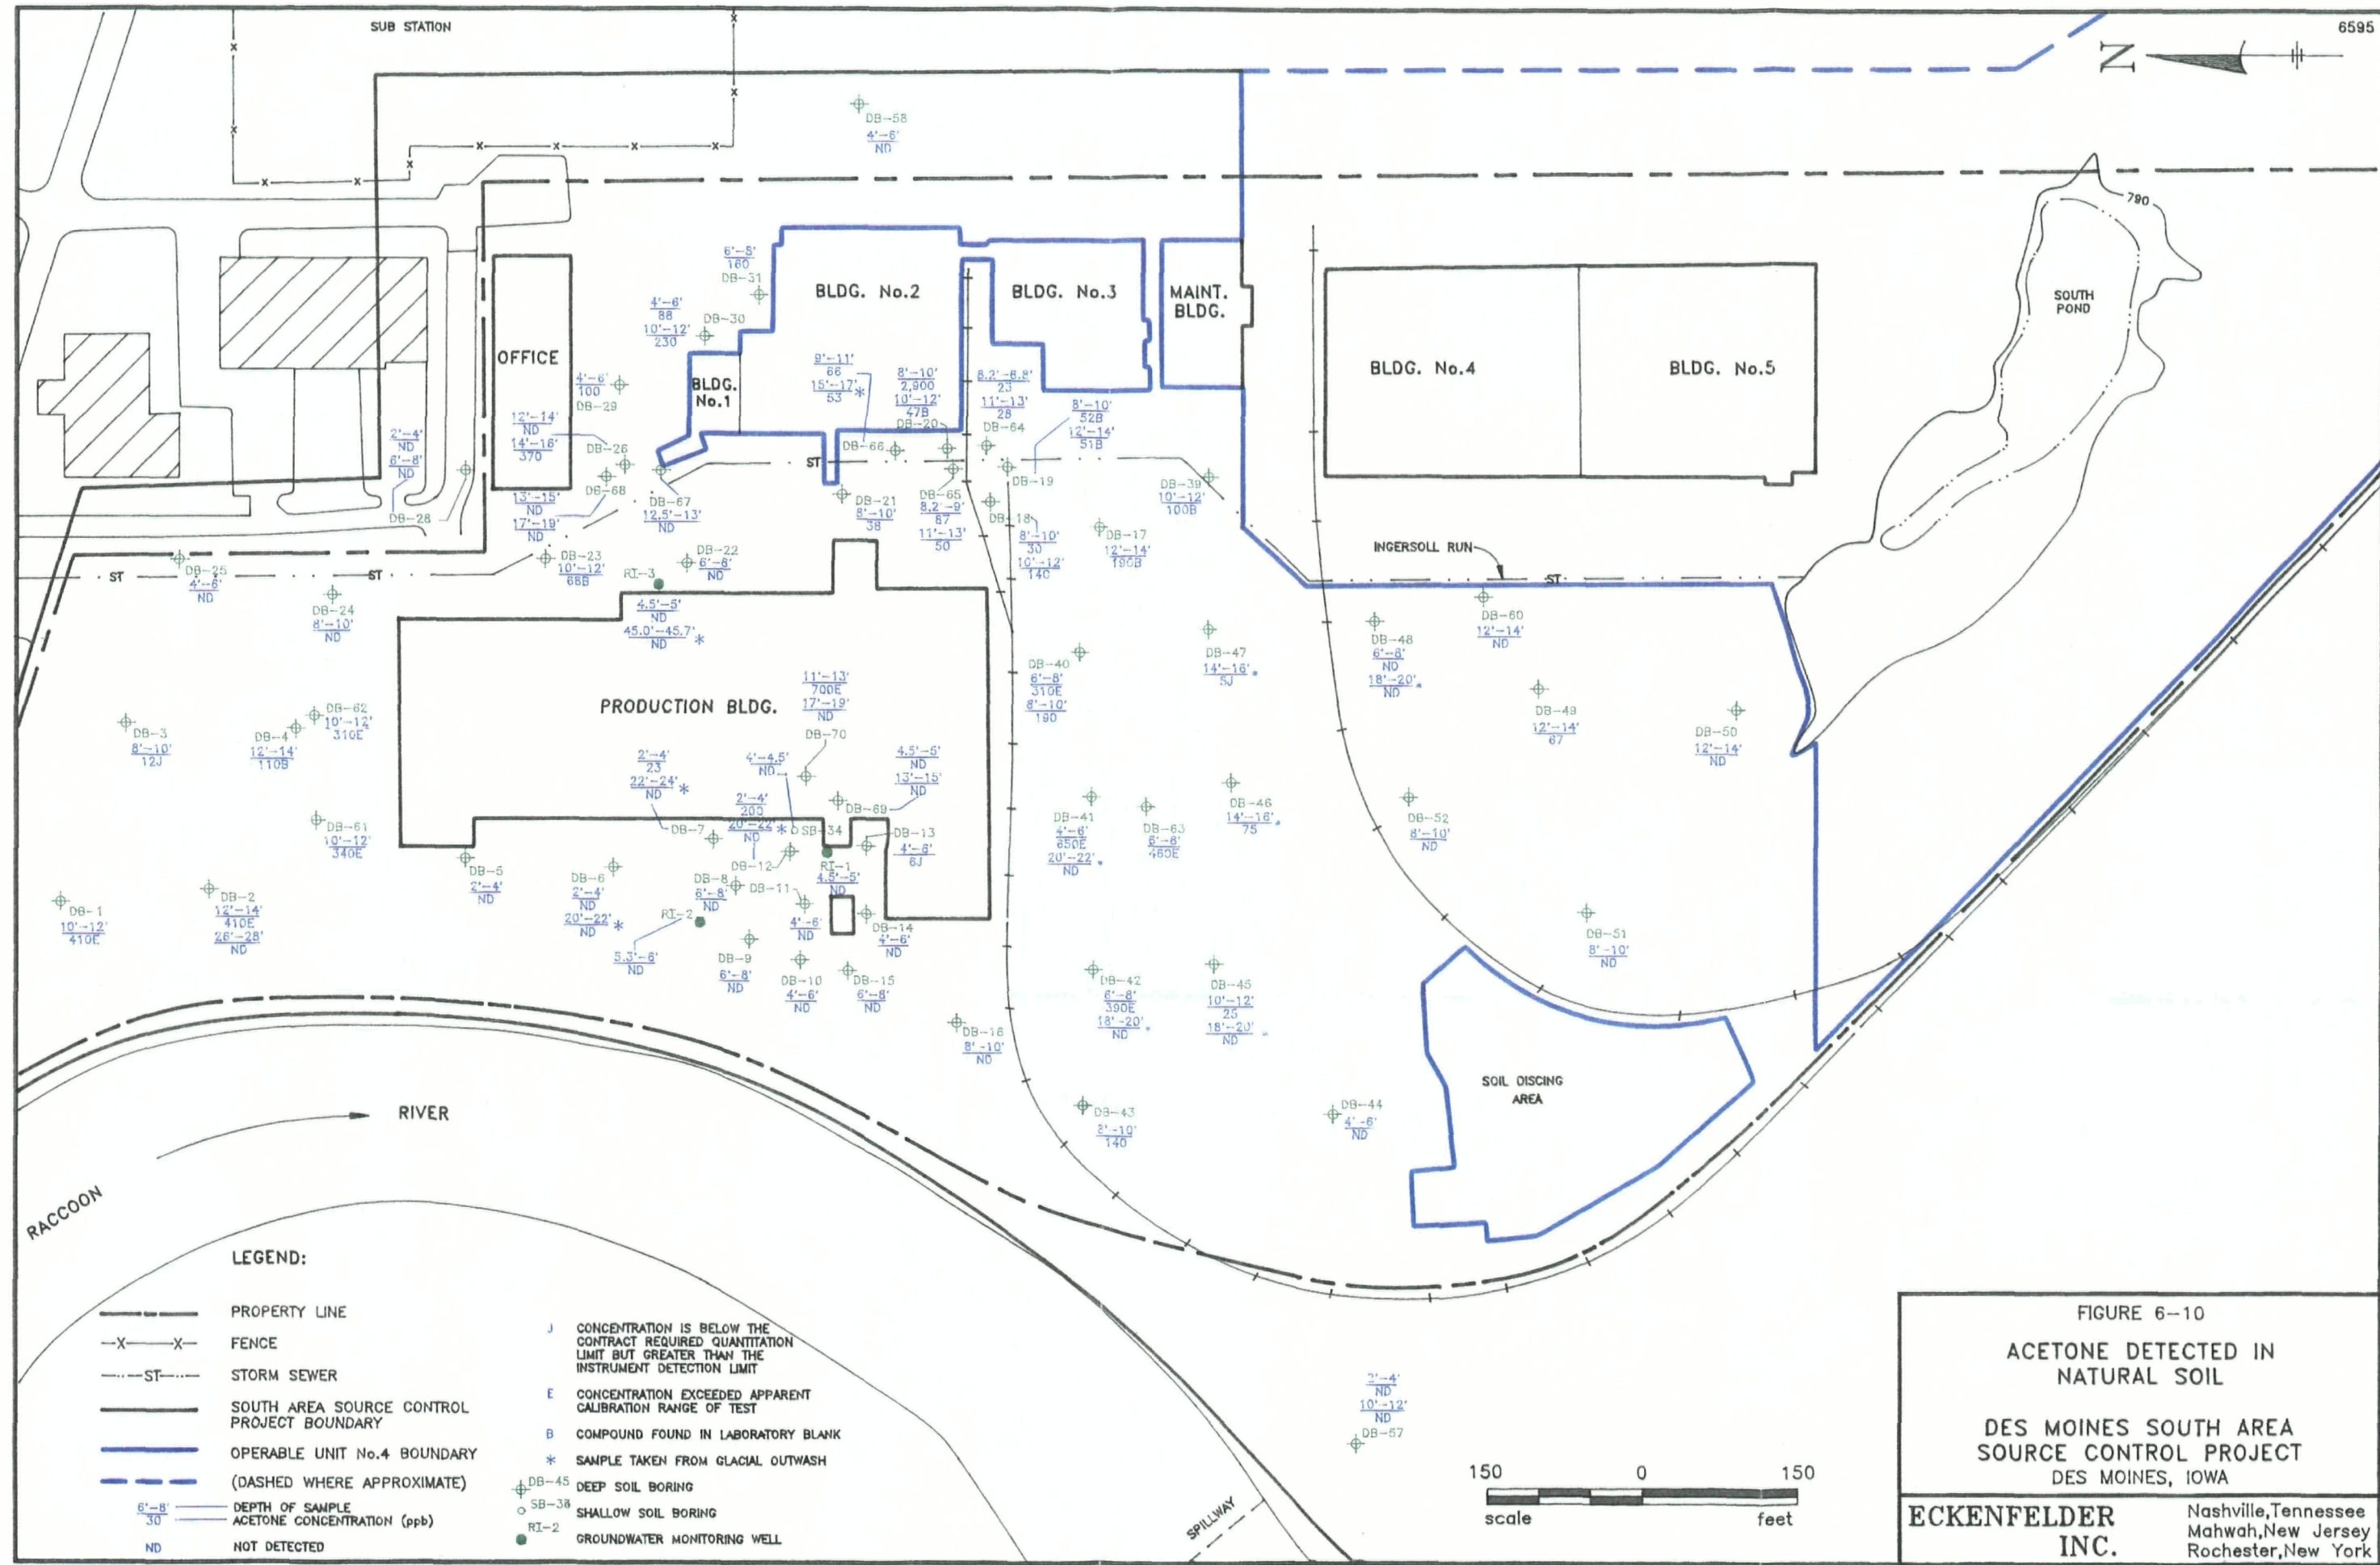 SUB STATION
6595
N
DB-58
4'-6'
ND
790
SOUTH
POND
6'-8'
160
DB-31
BLDG. No.2
BLDG. No.3
MAINT.
BLDG.
4'-6'
88
10'-12'
230
DB-30
OFFICE
BLDG.
No.1
BLDG. No.4
BLDG. No.5
4'-6'
100
DB-29
9'-11'
66
15'-17' *
53
8'-10'
2,900
10'-12'
47B
DB-20
DB-66
23
11'-13'
28
DB-64
8'-10'
52B
12'-14'
51B
DB-19
12'-14'
ND
14'-16'
370
DB-26
2'-4'
ND
6'-8'
ND
DB-28
DB-68
13'-15'
ND
17'-19'
ND
DB-67
12.5'-13'
ND
ST
DB-21
8'-10'
38
DB-65
8.2'-9'
67
11'-13'
50
DB-18
8'-10'
30
10'-12'
140
DB-39
10'-12'
100B
DB-17
12'-14'
190B
INGERSOLL RUN
ST
DB-25
4'-6'
ND
ST
ST
DB-23
10'-12'
68B
DB-22
6'-8'
ND
RI-3
4.5'-5'
ND
45.0'-45.7' *
ND
DB-24
8'-10'
ND
DB-60
12'-14'
ND
DB-48
6'-8'
ND
18'-20' *
ND
DB-47
14'-16' *
5J
DB-40
6'-8'
310E
8'-10'
190
DB-49
12'-14'
67
DB-50
12'-14'
ND
PRODUCTION BLDG.
11'-13'
700E
17'-19'
ND
DB-70
DB-3
8'-10'
12J
DB-62
10'-12'
310E
DB-4
12'-14'
110B
2'-4'
23
22'-24' *
ND
DB-7
4'-4.5'
ND
SB-34
2'-4'
200
20'-22' *
ND
DB-12
4.5'-5'
ND
13'-15'
ND
DB-69
DB-13
4'-6'
6J
DB-61
10'-12'
340E
DB-41
4'-6'
650E
20'-22' *
ND
DB-63
6'-8'
460E
DB-46
14'-16' *
75
DB-52
8'-10'
ND
DB-1
10'-12'
410E
DB-2
12'-14'
410E
26'-28'
ND
DB-5
2'-4'
ND
DB-6
2'-4'
ND
20'-22' *
ND
DB-8
6'-8'
ND
DB-11
4'-6'
ND
RI-1
4.5'-5'
ND
RI-2
5.3'-6'
ND
DB-14
4'-6'
ND
DB-9
6'-8'
ND
DB-10
4'-6'
ND
DB-15
6'-8'
ND
DB-51
8'-10'
ND
DB-42
6'-8'
390E
18'-20' *
ND
DB-45
10'-12'
25
18'-20' *
ND
DB-16
8'-10'
ND
DB-43
8'-10'
140
DB-44
4'-6'
ND
SOIL DISCING
AREA
RIVER
RACCOON
2'-4'
ND
10'-12'
ND
DB-57
SPILLWAY
LEGEND:
PROPERTY LINE
-X-X- FENCE
ST STORM SEWER
SOUTH AREA SOURCE CONTROL
PROJECT BOUNDARY
OPERABLE UNIT No.4 BOUNDARY
(DASHED WHERE APPROXIMATE)
6'-8' DEPTH OF SAMPLE
30 ACETONE CONCENTRATION (ppb)
ND NOT DETECTED
J CONCENTRATION IS BELOW THE
CONTRACT REQUIRED QUANTITATION
LIMIT BUT GREATER THAN THE
INSTRUMENT DETECTION LIMIT
E CONCENTRATION EXCEEDED APPARENT
CALIBRATION RANGE OF TEST
B COMPOUND FOUND IN LABORATORY BLANK
* SAMPLE TAKEN FROM GLACIAL OUTWASH
DB-45 DEEP SOIL BORING
SHALLOW SOIL BORING
RI-2 GROUNDWATER MONITORING WELL
150 0 150
scale feet
FIGURE 6-10
ACETONE DETECTED IN
NATURAL SOIL
DES MOINES SOUTH AREA
SOURCE CONTROL PROJECT
DES MOINES, IOWA
ECKENFELDER
INC.
Nashville,Tennessee
Mahwah,New Jersey
Rochester,New York